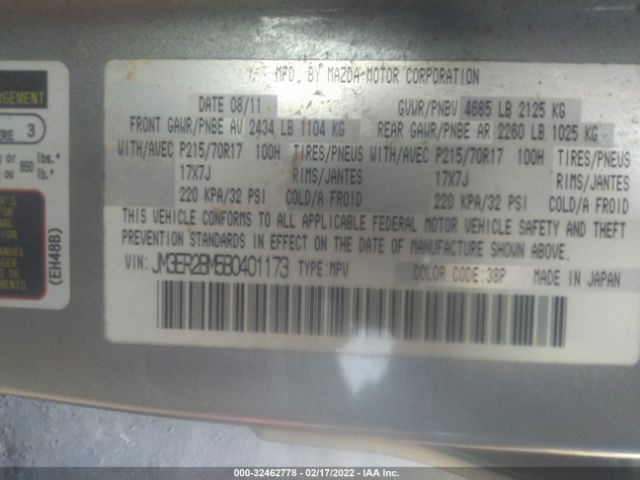 MFD. BY MAZDA MOTOR CORPORATION
DATE 08/11 GVWR/PNBV 4685 LB 2125 KG
FRONT GAWR/PNBE AV 2434 LB 1104 KG REAR GAWR/PNBE AR 2260 LB 1025 KG
WITH/AVEC P215/70R17 100H TIRES/PNEUS WITH/AVEC P215/70R17 100H TIRES/PNEUS
17X7J RIMS/JANTES 17X7J RIMS/JANTES
220 KPA/32 PSI COLD/A FROID 220 KPA/32 PSI COLD/A FROID
THIS VEHICLE CONFORMS TO ALL APPLICABLE FEDERAL MOTOR VEHICLE SAFETY AND THEFT
PREVENTION STANDARDS IN EFFECT ON THE DATE OF MANUFACTURE SHOWN ABOVE.
VIN: JM3ER2BM5B0401173 TYPE: MPV COLOR CODE: 38P MADE IN JAPAN
3
or lbs.*
ou 850 lb.*
(EH48B)
000-32462778 - 02/17/2022 - IAA Inc.